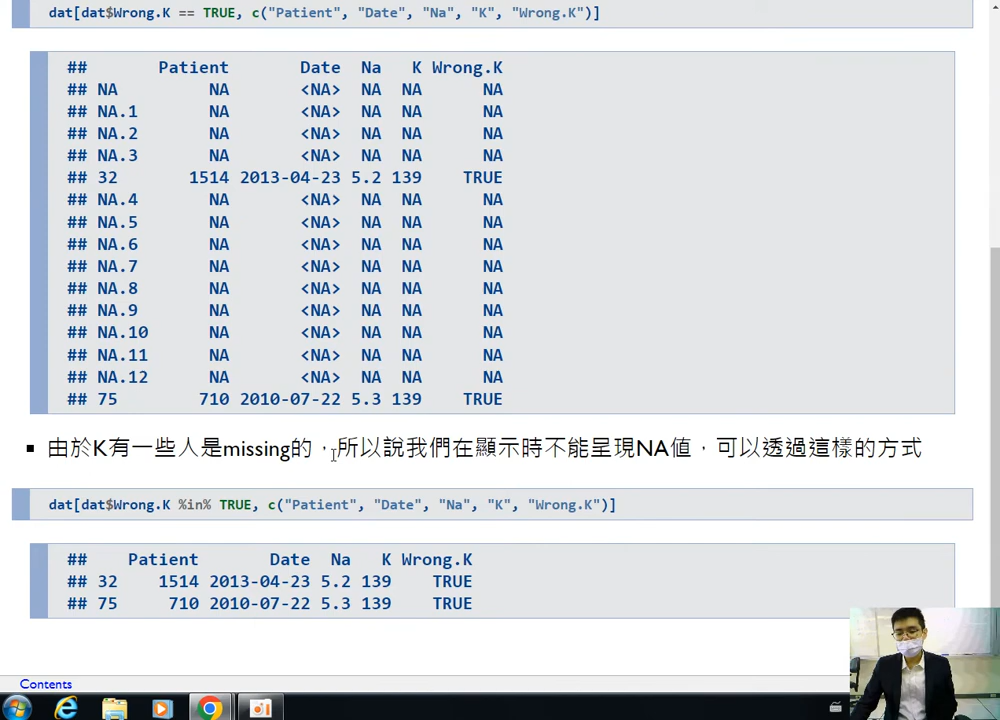 dat[dat$Wrong.K == TRUE, c("Patient", "Date", "Na", "K", "Wrong.K")]
## Patient Date Na K Wrong.K
## NA NA <NA> NA NA NA
## NA.1 NA <NA> NA NA NA
## NA.2 NA <NA> NA NA NA
## NA.3 NA <NA> NA NA NA
## 32 1514 2013-04-23 5.2 139 TRUE
## NA.4 NA <NA> NA NA NA
## NA.5 NA <NA> NA NA NA
## NA.6 NA <NA> NA NA NA
## NA.7 NA <NA> NA NA NA
## NA.8 NA <NA> NA NA NA
## NA.9 NA <NA> NA NA NA
## NA.10 NA <NA> NA NA NA
## NA.11 NA <NA> NA NA NA
## NA.12 NA <NA> NA NA NA
## 75 710 2010-07-22 5.3 139 TRUE
▪ 由於K有一些人是missing的，所以說我們在顯示時不能呈現NA值，可以透過這樣的方式
dat[dat$Wrong.K %in% TRUE, c("Patient", "Date", "Na", "K", "Wrong.K")]
## Patient Date Na K Wrong.K
## 32 1514 2013-04-23 5.2 139 TRUE
## 75 710 2010-07-22 5.3 139 TRUE
Contents